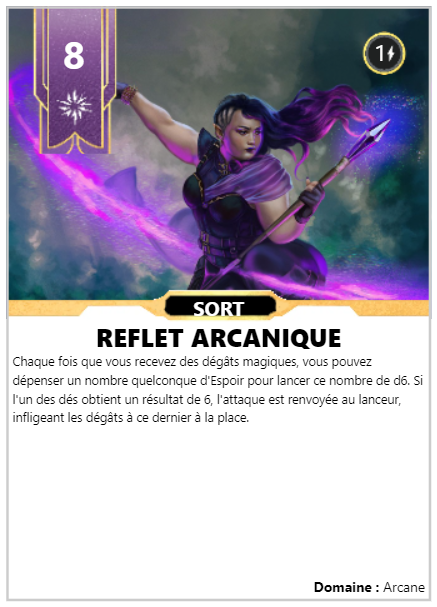 8
1
SORT
REFLET ARCANIQUE
Chaque fois que vous recevez des dégâts magiques, vous pouvez
dépenser un nombre quelconque d'Espoir pour lancer ce nombre de d6. Si
l'un des dés obtient un résultat de 6, l'attaque est renvoyée au lanceur,
infligeant les dégâts à ce dernier à la place.
Domaine : Arcane